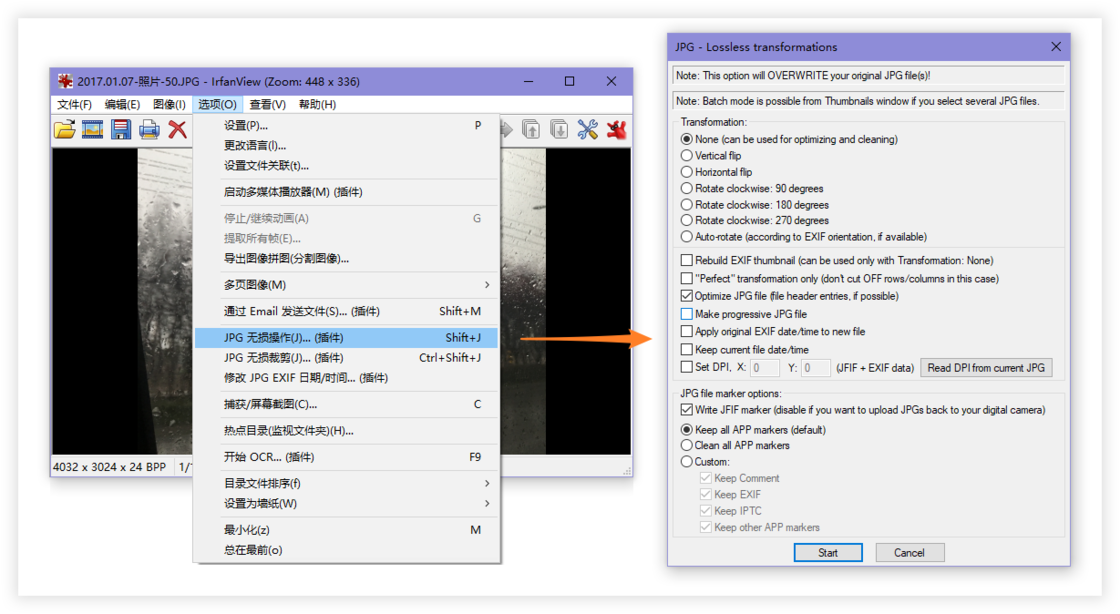 2017.01.07-照片-50.JPG - IrfanView (Zoom: 448 x 336)
文件(F) 编辑(E) 图像(I) 选项(O) 查看(V) 帮助(H)
设置(P)... P
更改语言(l)...
设置文件关联(t)...
启动多媒体播放器(M) (插件)
停止/继续动画(A) G
提取所有帧(E)...
导出图像拼图(分割图像)...
多页图像(M)
通过 Email 发送文件(S)... (插件) Shift+M
JPG 无损操作(J)... (插件) Shift+J
JPG 无损裁剪(J)... (插件) Ctrl+Shift+J
修改 JPG EXIF 日期/时间... (插件)
捕获/屏幕截图(C)... C
热点目录(监视文件夹)(H)...
开始 OCR... (插件) F9
目录文件排序(f)
设置为墙纸(W)
最小化(z) M
总在最前(o)
4032 x 3024 x 24 BPP 1/
JPG - Lossless transformations
Note: This option will OVERWRITE your original JPG file(s)!
Note: Batch mode is possible from Thumbnails window if you select several JPG files.
Transformation:
None (can be used for optimizing and cleaning)
Vertical flip
Horizontal flip
Rotate clockwise: 90 degrees
Rotate clockwise: 180 degrees
Rotate clockwise: 270 degrees
Auto-rotate (according to EXIF orientation, if available)
Rebuild EXIF thumbnail (can be used only with Transformation: None)
"Perfect" transformation only (don't cut OFF rows/columns in this case)
Optimize JPG file (file header entries, if possible)
Make progressive JPG file
Apply original EXIF date/time to new file
Keep current file date/time
Set DPI, X: 0 Y: 0 (JFIF + EXIF data) Read DPI from current JPG
JPG file marker options:
Write JFIF marker (disable if you want to upload JPGs back to your digital camera)
Keep all APP markers (default)
Clean all APP markers
Custom:
Keep Comment
Keep EXIF
Keep IPTC
Keep other APP markers
Start Cancel